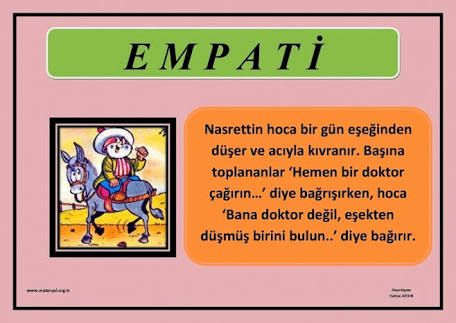 EMPATİ
Nasrettin hoca bir gün eşeğinden
düşer ve acıyla kıvranır. Başına
toplananlar ‘Hemen bir doktor
çağırın…’ diye bağrışırken, hoca
‘Bana doktor değil, eşekten
düşmüş birini bulun..’ diye bağırır.
www.materyal.org.tr
Hazırlayan